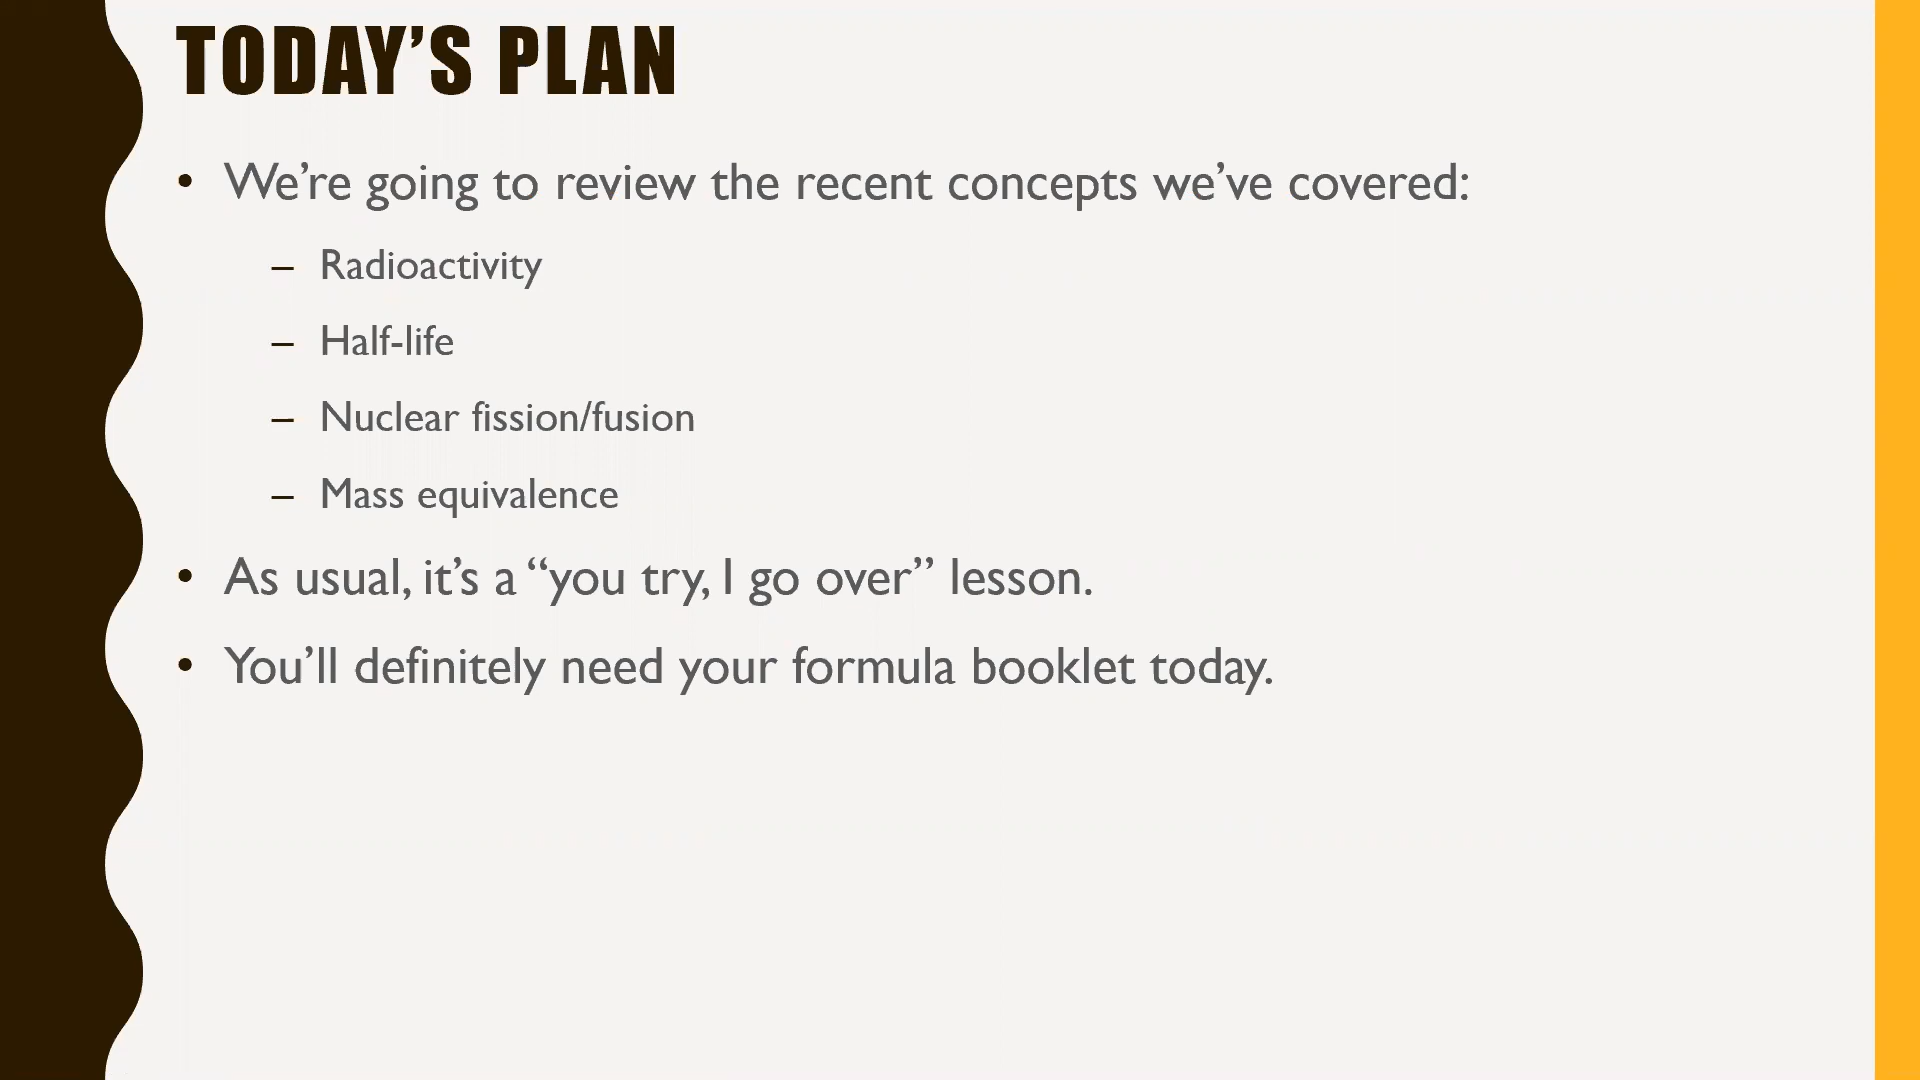 TODAY’S PLAN
• We’re going to review the recent concepts we’ve covered:
– Radioactivity
– Half-life
– Nuclear fission/fusion
– Mass equivalence
• As usual, it’s a “you try, I go over” lesson.
• You’ll definitely need your formula booklet today.